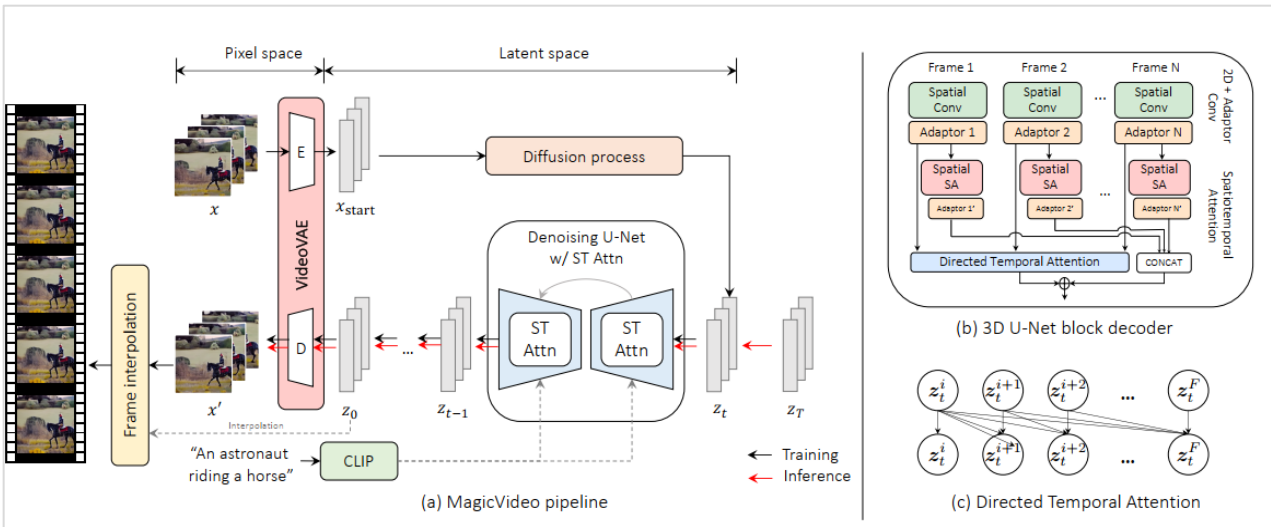 Pixel space
Latent space
x
E
x_start
Diffusion process
VideoVAE
Denoising U-Net
w/ ST Attn
ST
Attn
ST
Attn
Frame interpolation
D
...
x′
z_0
z_{t−1}
z_t
z_T
Interpolation
"An astronaut
riding a horse"
CLIP
Training
Inference
(a) MagicVideo pipeline
Frame 1
Frame 2
Frame N
Spatial
Conv
Spatial
Conv
...
Spatial
Conv
2D + Adaptor
Conv
Adaptor 1
Adaptor 2
Adaptor N
Spatial
SA
Spatial
SA
...
Spatial
SA
Adaptor 1'
Adaptor 2'
Adaptor N'
Spatiotemporal
Attention
Directed Temporal Attention
CONCAT
(b) 3D U-Net block decoder
z_t^i z_t^{i+1} z_t^{i+2} ... z_t^F
z_t^i z_t^{i+1} z_t^{i+2} ... z_t^F
(c) Directed Temporal Attention